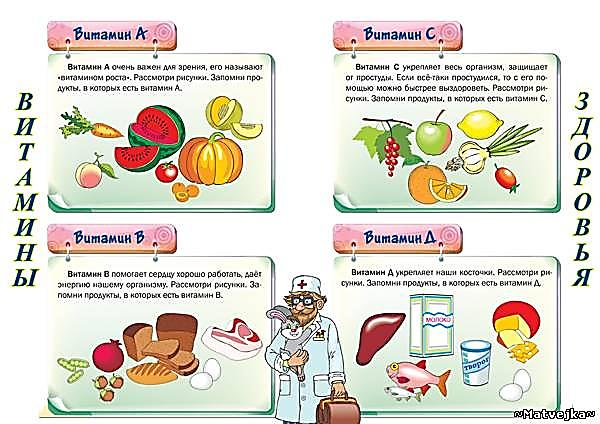 Витамин А
Витамин А очень важен для зрения, его называют
«витамином роста». Рассмотри рисунки. Запомни про-
дукты, в которых есть витамин А.
Витамин С
Витамин С укрепляет весь организм, защищает
от простуды. Если всё-таки простудился, то с его по-
мощью можно быстрее выздороветь. Рассмотри ри-
сунки. Запомни продукты, в которых есть витамин С.
ВИТАМИНЫ
ЗДОРОВЬЯ
Витамин В
Витамин В помогает сердцу хорошо работать, даёт
энергию нашему организму. Рассмотри рисунки. За-
помни продукты, в которых есть витамин В.
Витамин Д
Витамин Д укрепляет наши косточки. Рассмотри ри-
сунки. Запомни продукты, в которых есть витамин Д.
МОЛОКО
ТВОРОГ
~Matvejka~